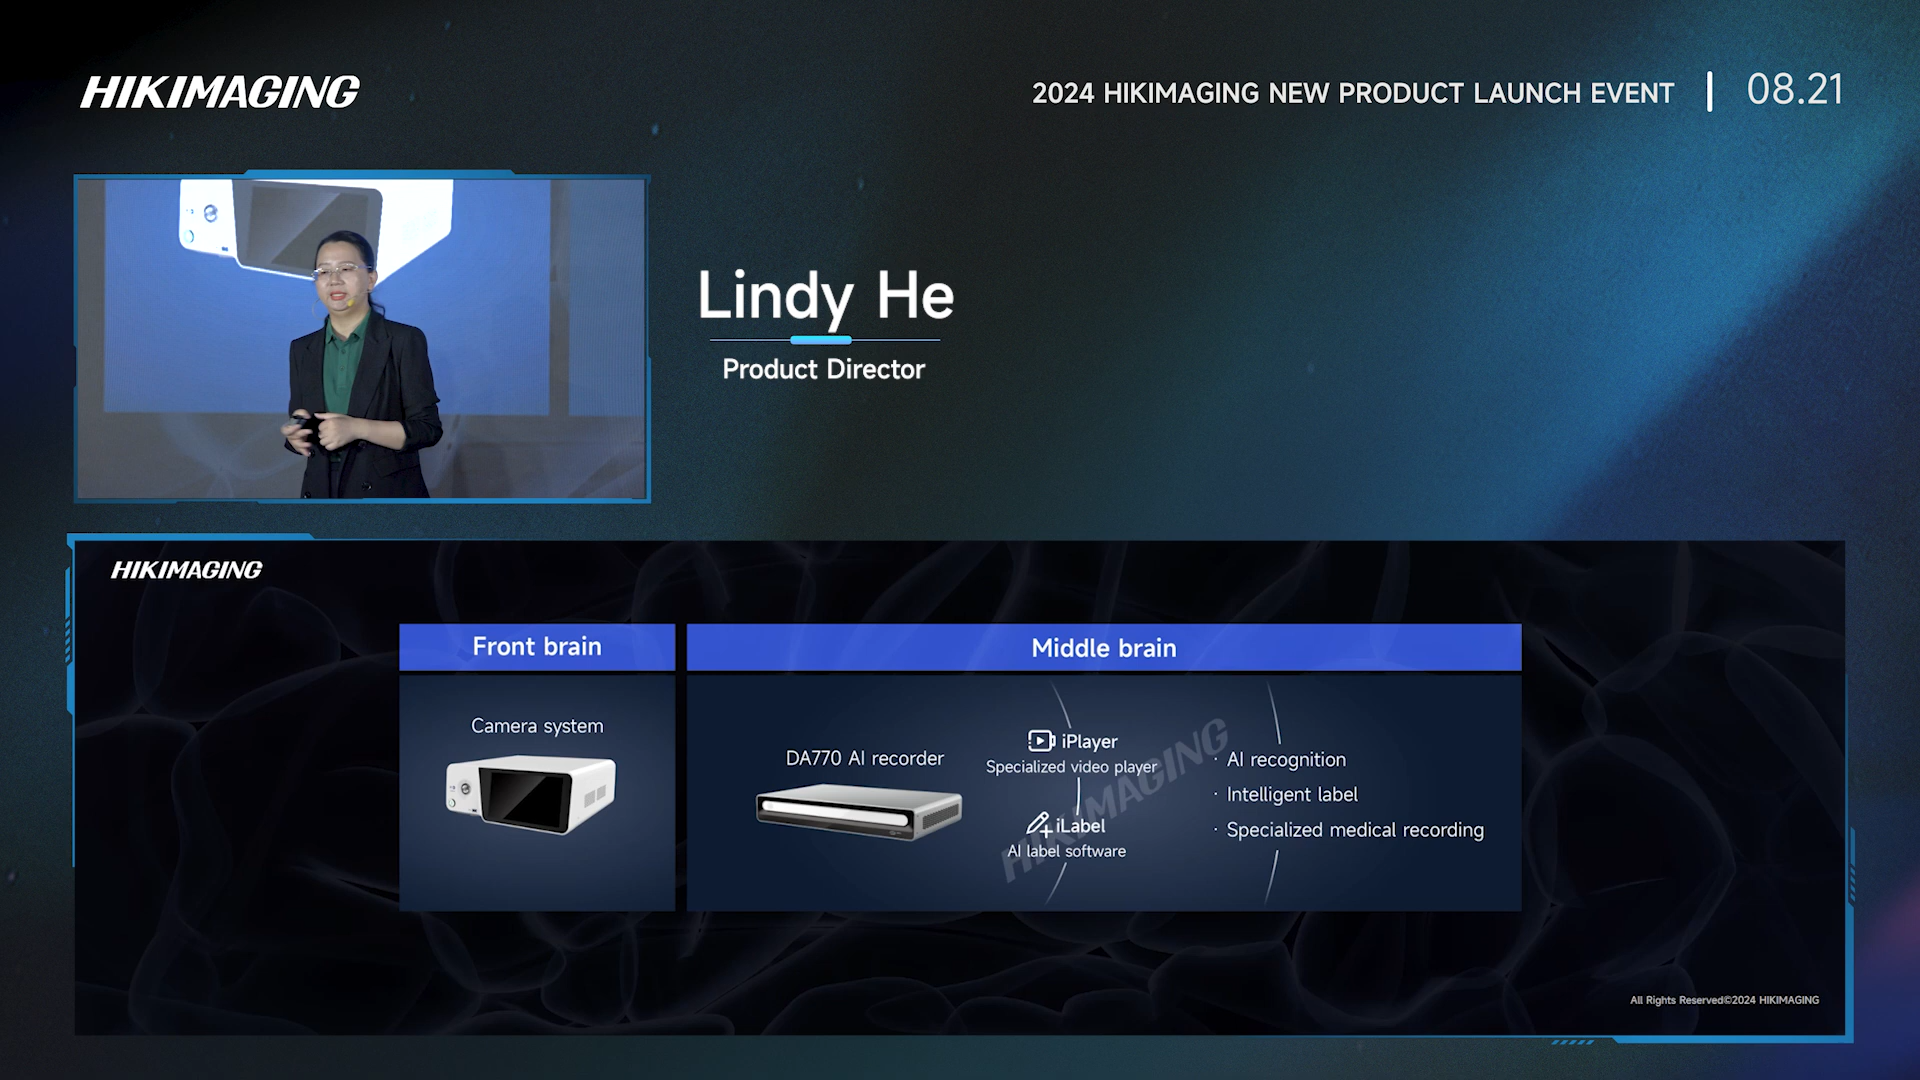 HIKIMAGING
2024 HIKIMAGING NEW PRODUCT LAUNCH EVENT | 08.21
Lindy He
Product Director
HIKIMAGING
Front brain
Middle brain
Camera system
DA770 AI recorder
iPlayer
Specialized video player
iLabel
AI label software
· AI recognition
· Intelligent label
· Specialized medical recording
HIKIMAGING
All Rights Reserved©2024 HIKIMAGING